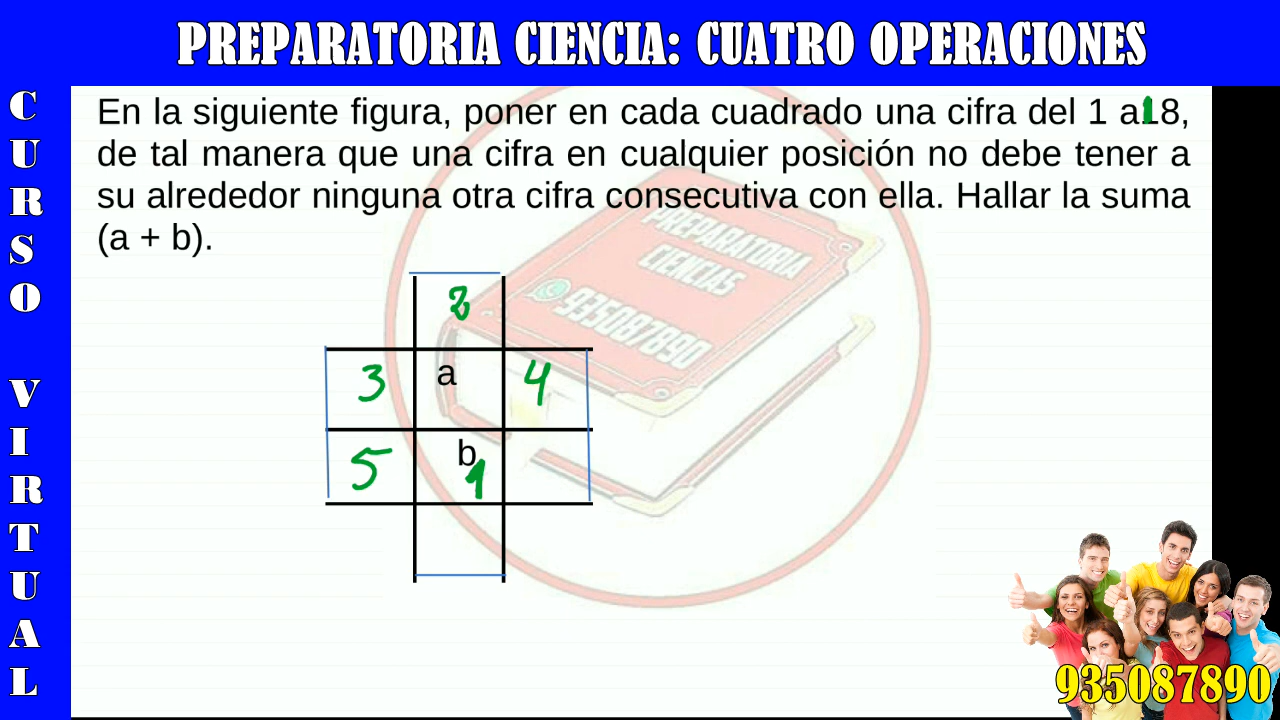 PREPARATORIA CIENCIA: CUATRO OPERACIONES
CURSO
VIRTUAL
En la siguiente figura, poner en cada cuadrado una cifra del 1 al 8,
de tal manera que una cifra en cualquier posición no debe tener a
su alrededor ninguna otra cifra consecutiva con ella. Hallar la suma
(a + b).
PREPARATORIA
CIENCIAS
935087890
3 a 4
5 b 1
935087890